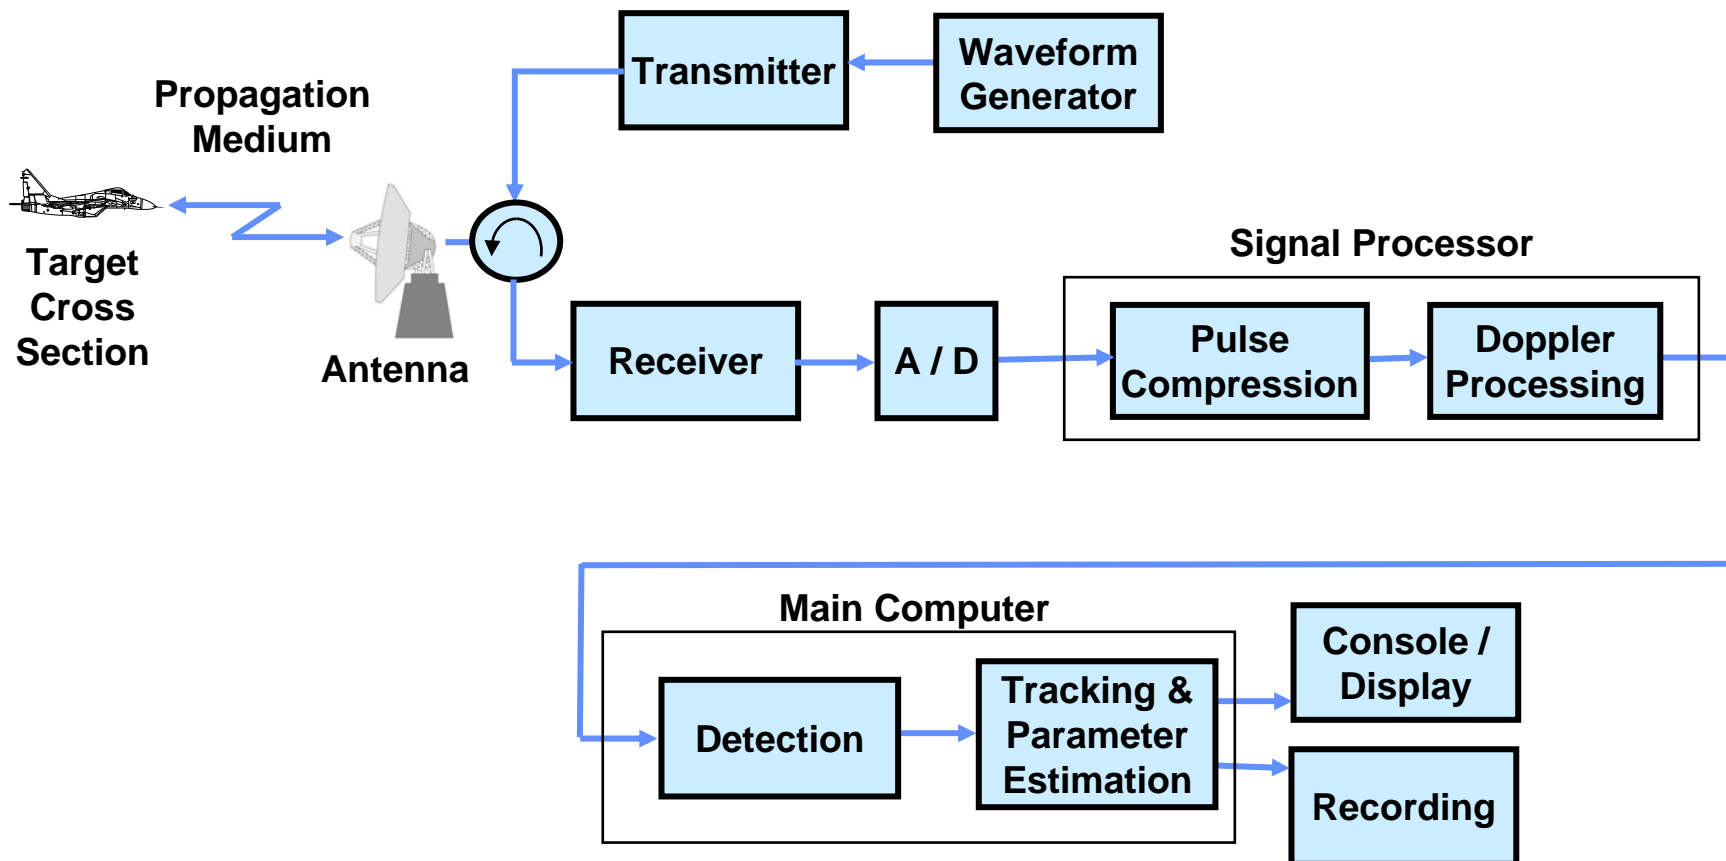 Transmitter
Waveform
Generator
Propagation
Medium
Target
Cross
Section
Antenna
Signal Processor
Receiver
A / D
Pulse
Compression
Doppler
Processing
Main Computer
Detection
Tracking &
Parameter
Estimation
Console /
Display
Recording